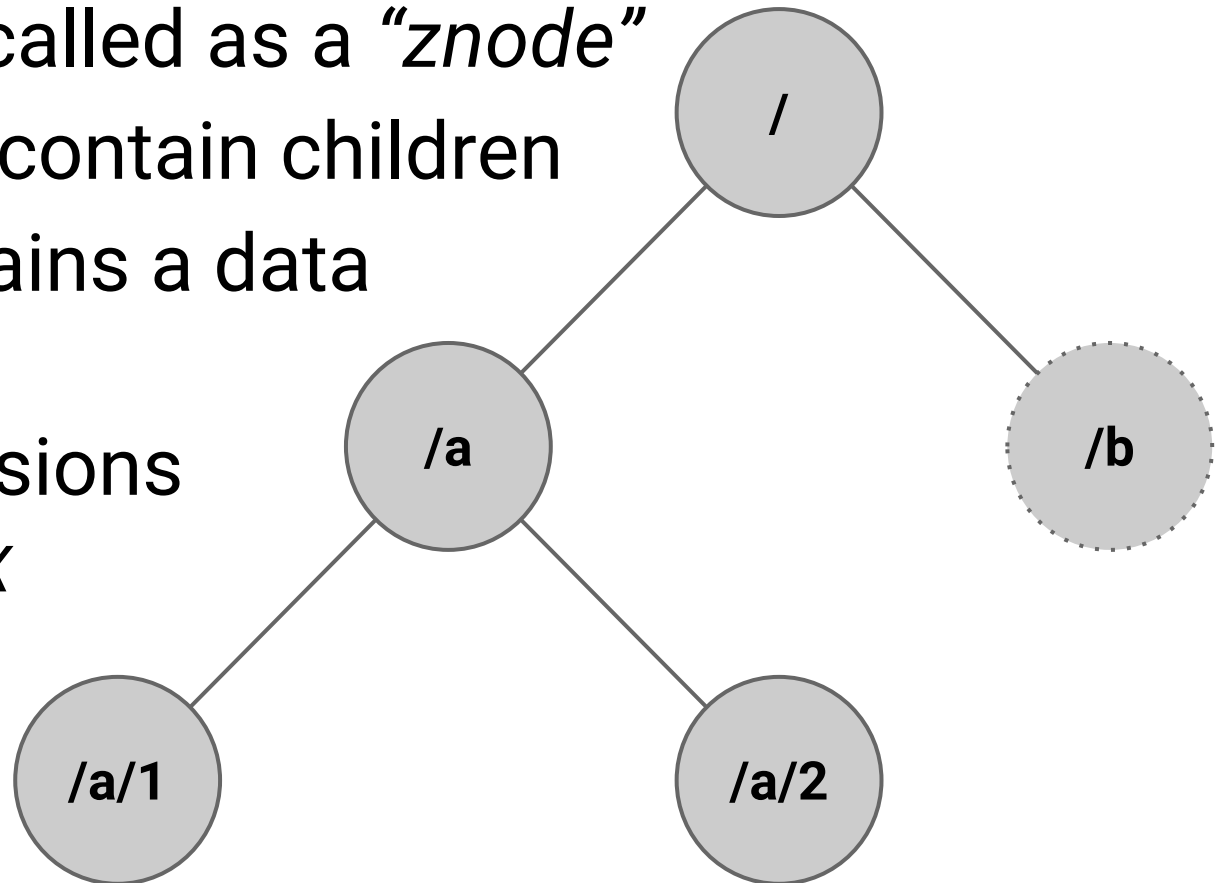 called as a “znode”
contain children
ains a data
sions
x
/
/a
/b
/a/1
/a/2